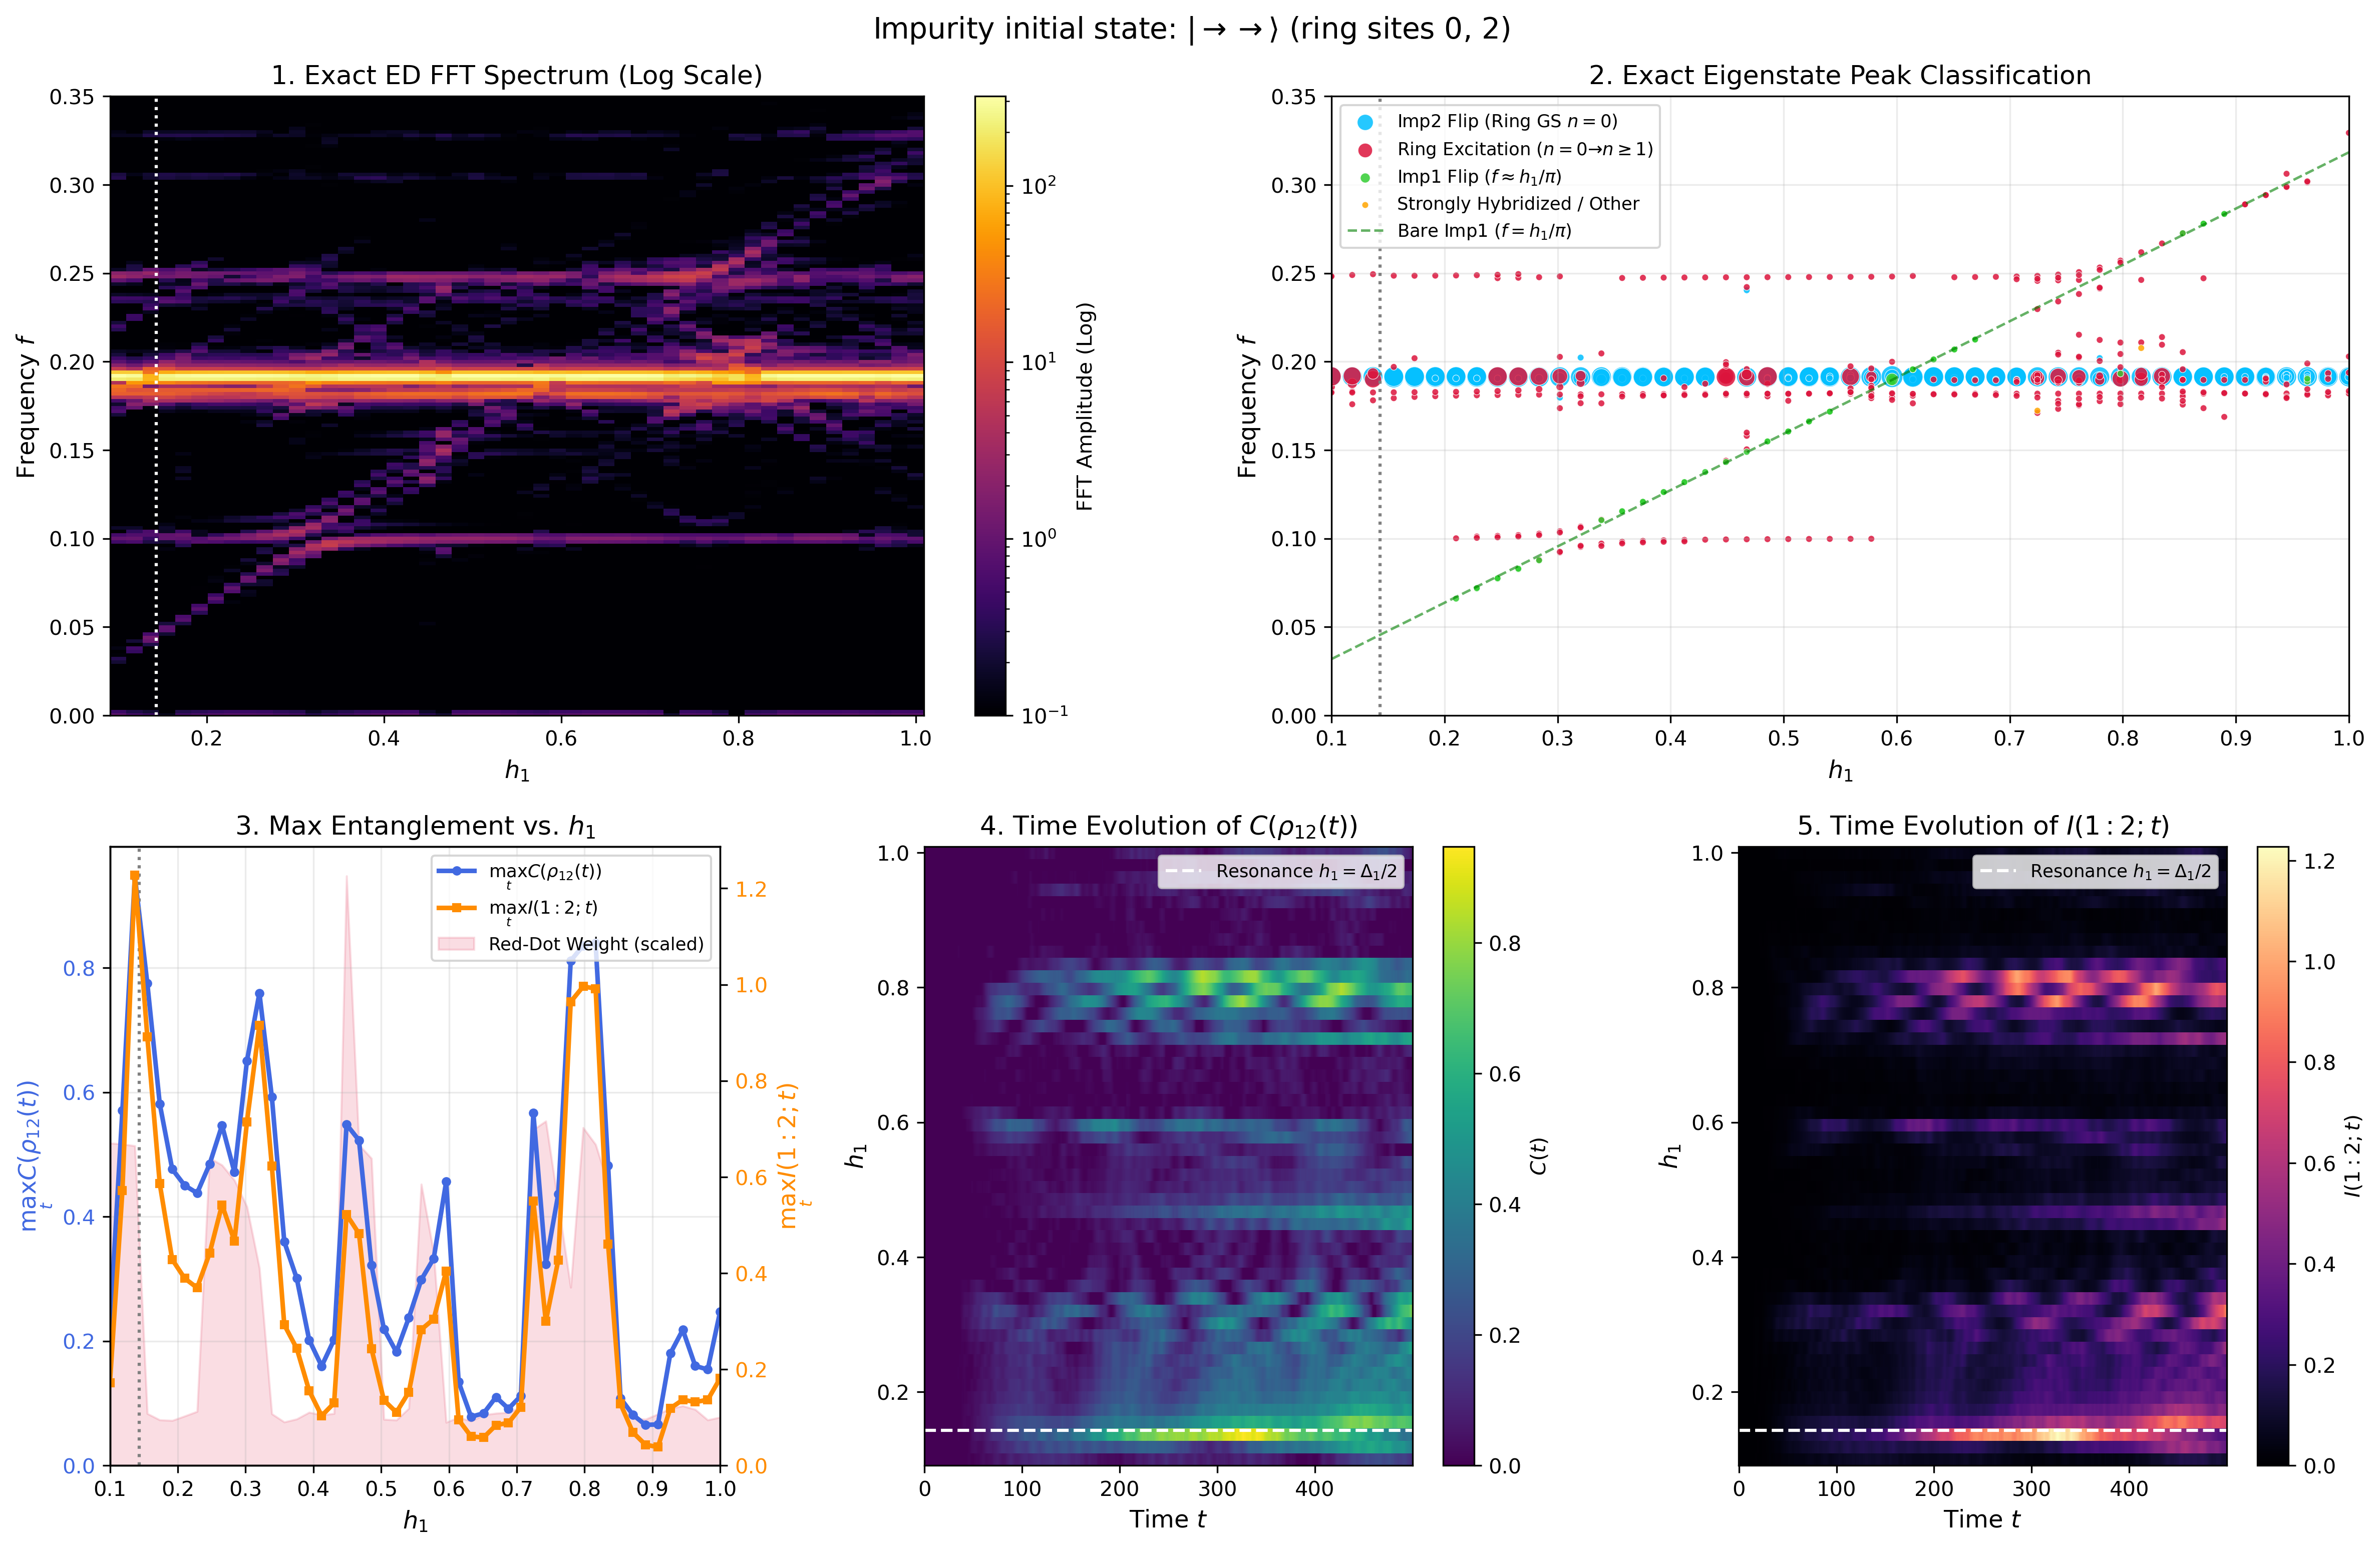 Impurity initial state: |→→⟩ (ring sites 0, 2)
1. Exact ED FFT Spectrum (Log Scale)
0.35
0.30
0.25
0.20
0.15
0.10
0.05
0.00
Frequency f
0.2
0.4
0.6
0.8
1.0
h₁
10²
10¹
10⁰
10⁻¹
FFT Amplitude (Log)
2. Exact Eigenstate Peak Classification
Imp2 Flip (Ring GS n = 0)
Ring Excitation (n = 0→n ≥ 1)
Imp1 Flip (f ≈ h₁/π)
Strongly Hybridized / Other
Bare Imp1 (f = h₁/π)
0.35
0.30
0.25
0.20
0.15
0.10
0.05
0.00
Frequency f
0.1
0.2
0.3
0.4
0.5
0.6
0.7
0.8
0.9
1.0
h₁
3. Max Entanglement vs. h₁
max C(ρ₁₂(t))
t
max I(1 : 2; t)
t
Red-Dot Weight (scaled)
0.8
0.6
0.4
0.2
0.0
max C(ρ₁₂(t))
t
1.2
1.0
0.8
0.6
0.4
0.2
0.0
max I(1 : 2; t)
t
0.1
0.2
0.3
0.4
0.5
0.6
0.7
0.8
0.9
1.0
h₁
4. Time Evolution of C(ρ₁₂(t))
Resonance h₁ = Δ₁/2
1.0
0.8
0.6
0.4
0.2
h₁
0
100
200
300
400
Time t
0.8
0.6
0.4
0.2
0.0
C(t)
5. Time Evolution of I(1 : 2; t)
Resonance h₁ = Δ₁/2
1.0
0.8
0.6
0.4
0.2
h₁
0
100
200
300
400
Time t
1.2
1.0
0.8
0.6
0.4
0.2
0.0
I(1 : 2; t)